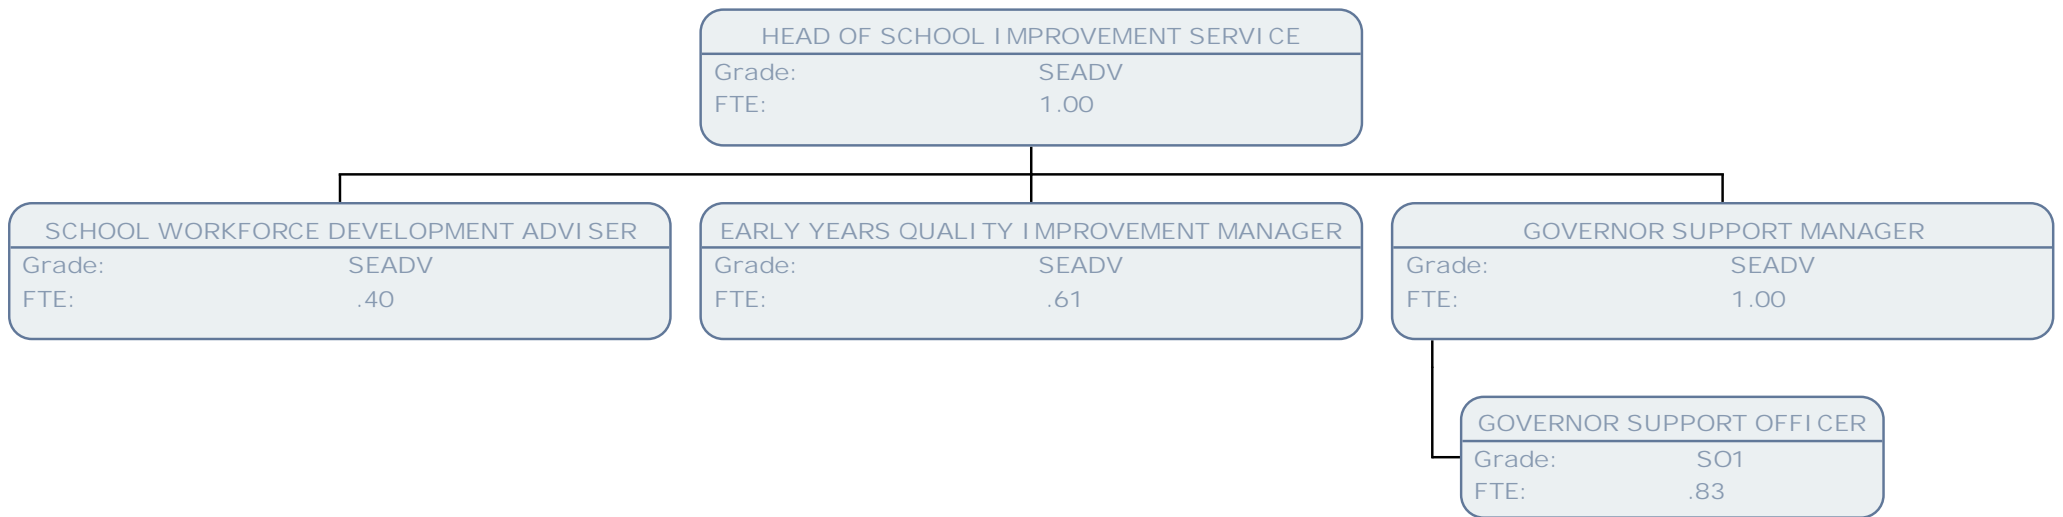 HEAD OF SCHOOL IMPROVEMENT SERVICE
Grade: SEADV
FTE: 1.00
SCHOOL WORKFORCE DEVELOPMENT ADVISER
Grade: SEADV
FTE: .40
EARLY YEARS QUALITY IMPROVEMENT MANAGER
Grade: SEADV
FTE: .61
GOVERNOR SUPPORT MANAGER
Grade: SEADV
FTE: 1.00
GOVERNOR SUPPORT OFFICER
Grade: SO1
FTE: .83